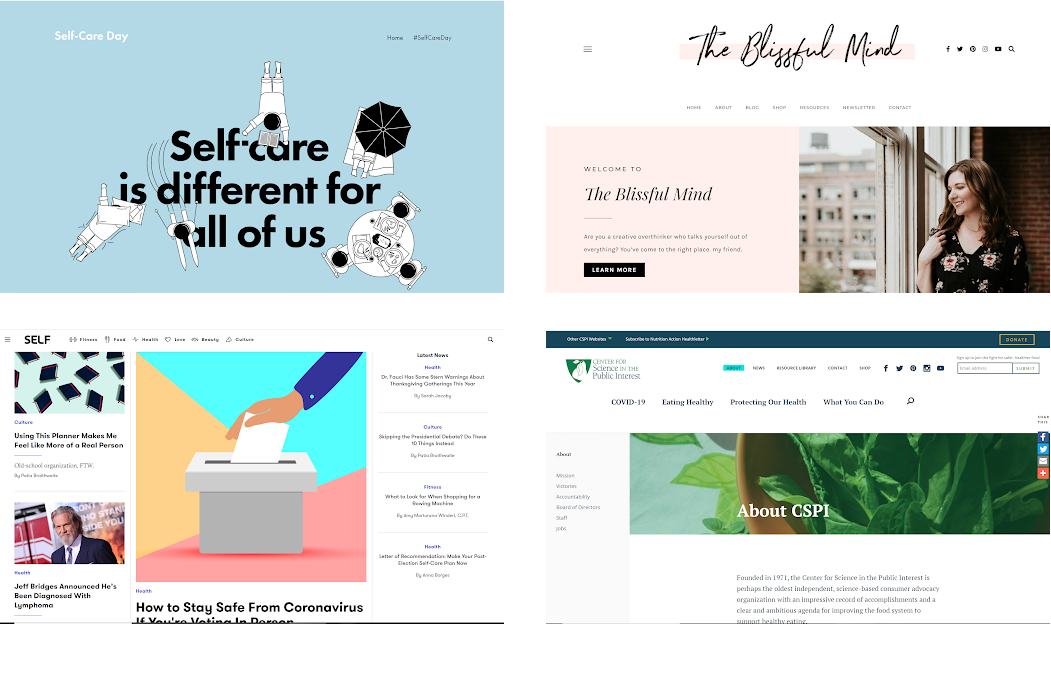 Self-Care Day
Home #SelfCareDay
Self-care
is different for
all of us
The Blissful Mind
HOME ABOUT BLOG SHOP RESOURCES NEWSLETTER CONTACT
WELCOME TO
The Blissful Mind
Are you a creative overthinker who talks yourself out of
everything? You've come to the right place, my friend.
LEARN MORE
SELF Fitness Food Health Love Beauty Culture
Culture
Using This Planner Makes Me
Feel Like More of a Real Person
Old-school organization, FTW.
By Patia Braithwaite
Health
Jeff Bridges Announced He's
Been Diagnosed With
Lymphoma
Health
How to Stay Safe From Coronavirus
If You're Voting In Person
Latest News
Health
Dr. Fauci Has Some Stern Warnings About
Thanksgiving Gatherings This Year
By Sarah Jacoby
Culture
Skipping the Presidential Debate? Do These
10 Things Instead
By Patia Braithwaite
Fitness
What to Look for When Shopping for a
Rowing Machine
By Amy Marturana Winderl, C.P.T.
Health
Letter of Recommendation: Make Your Post-
Election Self-Care Plan Now
By Anna Borges
Other CSPI Websites Subscribe to Nutrition Action Healthletter DONATE
CENTER FOR
Science IN THE
Public Interest
ABOUT NEWS RESOURCE LIBRARY CONTACT SHOP
Sign up to join the fight for safer, healthier food!
Email address SUBMIT
COVID-19 Eating Healthy Protecting Our Health What You Can Do
SHARE
THIS
About
Mission
Victories
Accountability
Board of Directors
Staff
Jobs
About CSPI
Founded in 1971, the Center for Science in the Public Interest is
perhaps the oldest independent, science-based consumer advocacy
organization with an impressive record of accomplishments and a
clear and ambitious agenda for improving the food system to
support healthy eating.